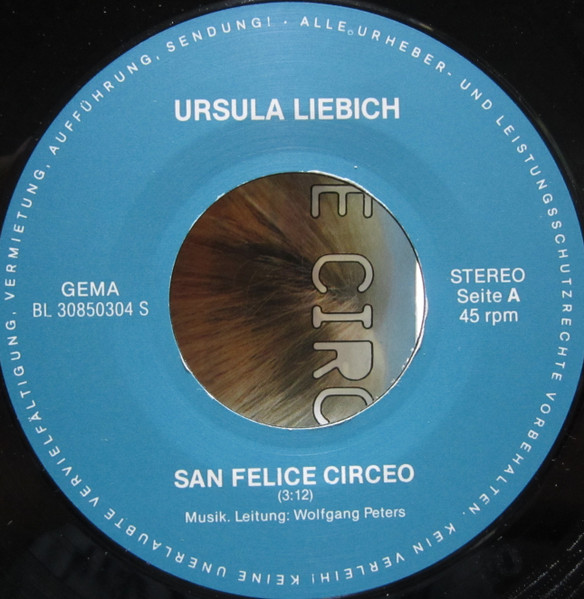 URSULA LIEBICH
GEMA
BL 30850304 S
STEREO
Seite A
45 rpm
SAN FELICE CIRCEO
(3:12)
Musik. Leitung: Wolfgang Peters
ALLE URHEBER- UND LEISTUNGSSCHUTZRECHTE VORBEHALTEN. KEIN VERLEIH! KEINE UNERLAUBTE VERVIELFÄLTIGUNG, VERMIETUNG, AUFFÜHRUNG, SENDUNG! ·
E CIRC